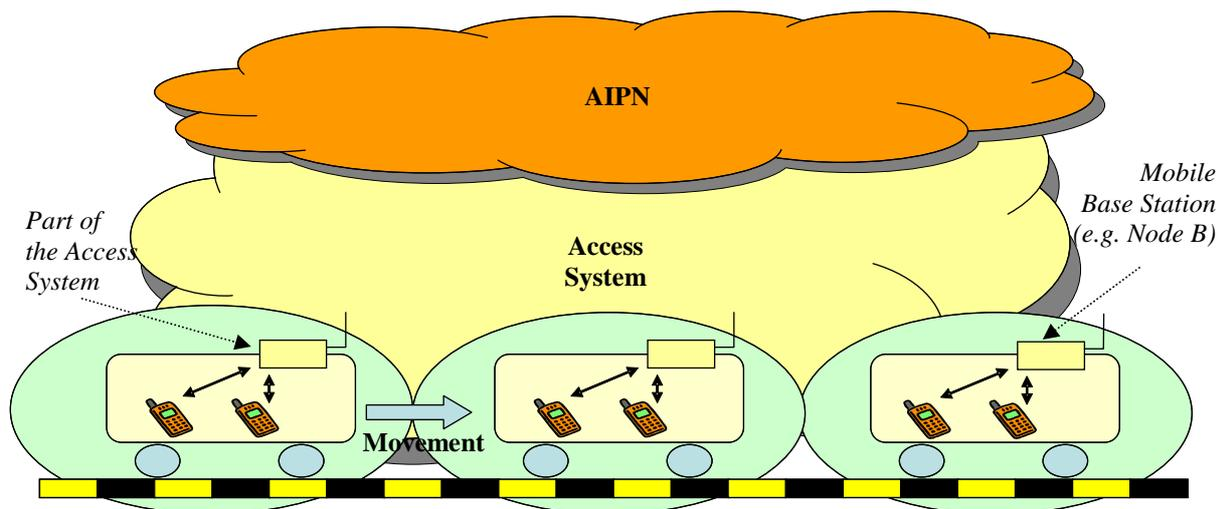 AIPN
Mobile
Base Station
(e.g. Node B)
Part of
the Access
System
Access
System
Movement